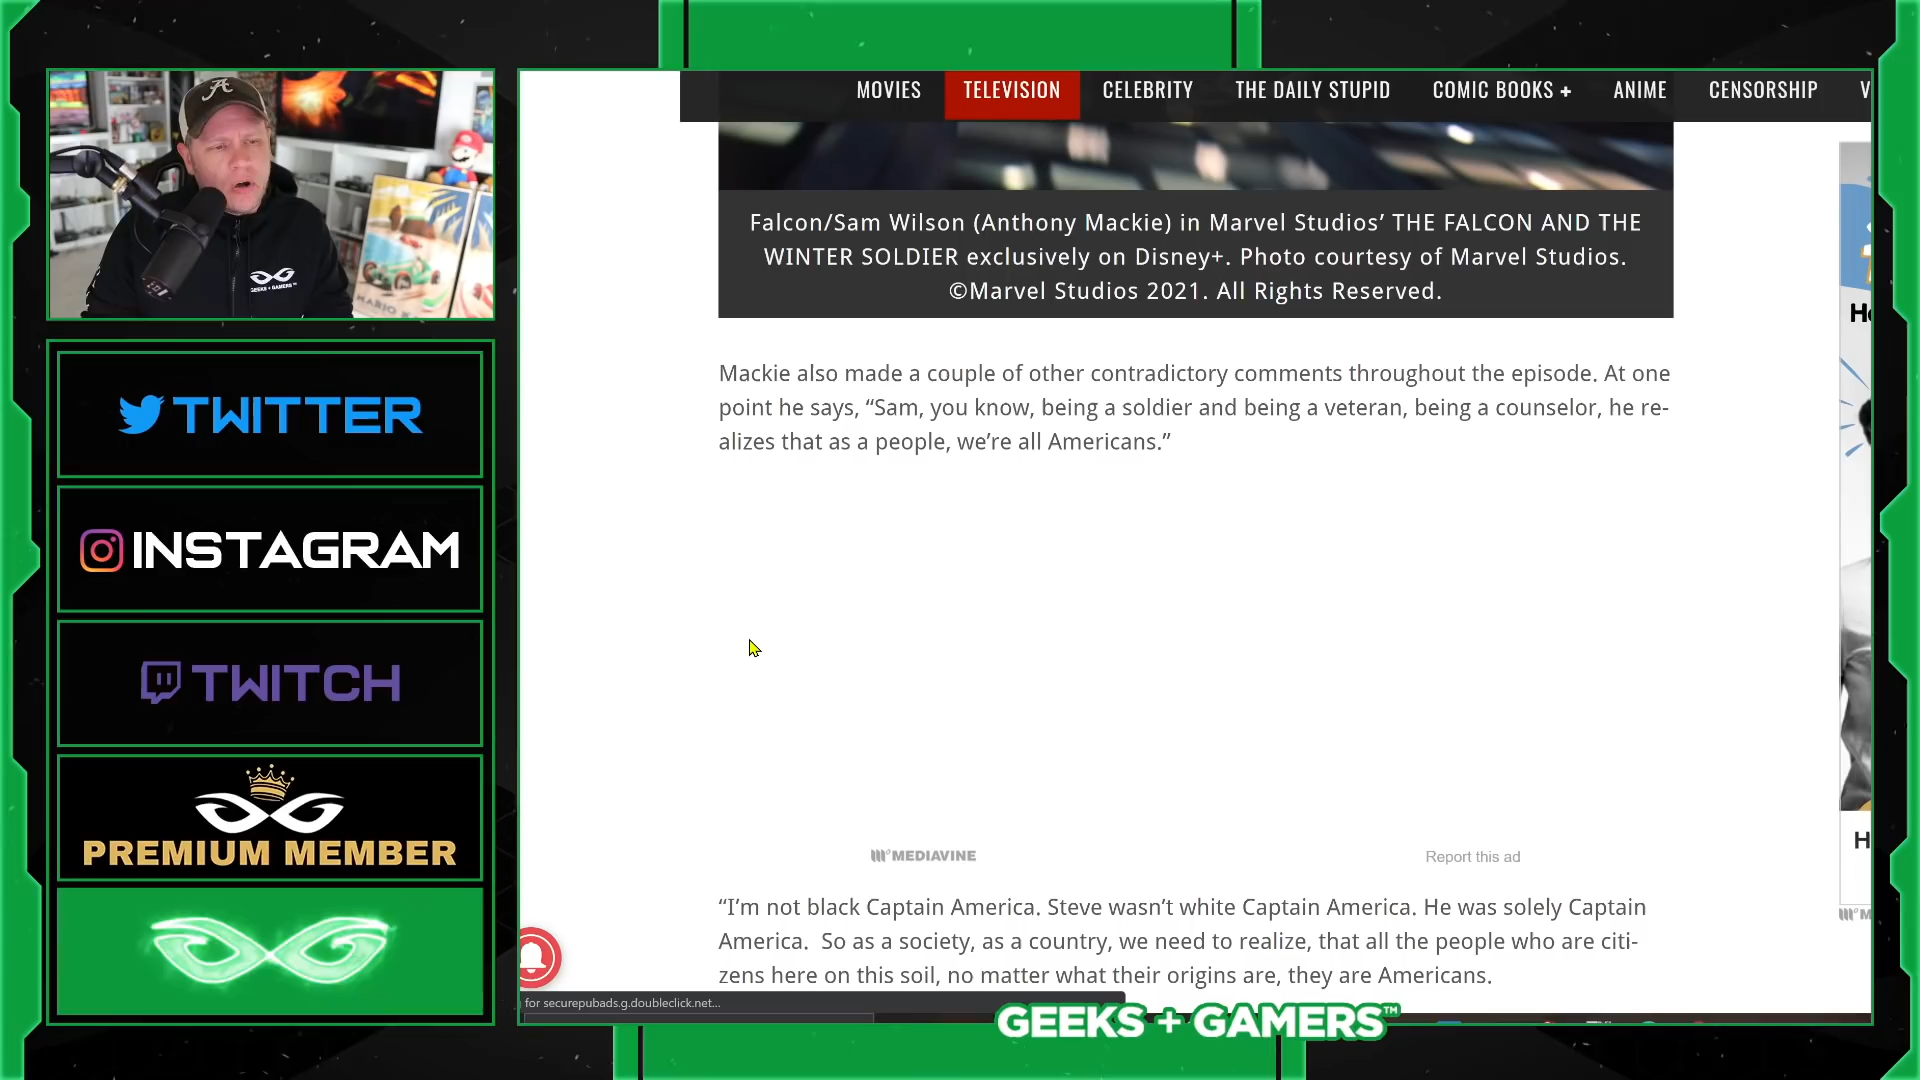 MOVIES TELEVISION CELEBRITY THE DAILY STUPID COMIC BOOKS + ANIME CENSORSHIP V
A
GEEKS + GAMERS
MARIO K
Falcon/Sam Wilson (Anthony Mackie) in Marvel Studios’ THE FALCON AND THE
WINTER SOLDIER exclusively on Disney+. Photo courtesy of Marvel Studios.
©Marvel Studios 2021. All Rights Reserved.
He
TWITTER
INSTAGRAM
TWITCH
PREMIUM MEMBER
Mackie also made a couple of other contradictory comments throughout the episode. At one
point he says, “Sam, you know, being a soldier and being a veteran, being a counselor, he re-
alizes that as a people, we’re all Americans.”
MEDIAVINE Report this ad
H
M
“I’m not black Captain America. Steve wasn’t white Captain America. He was solely Captain
America.  So as a society, as a country, we need to realize, that all the people who are citi-
zens here on this soil, no matter what their origins are, they are Americans.
for securepubads.g.doubleclick.net...
GEEKS + GAMERS™